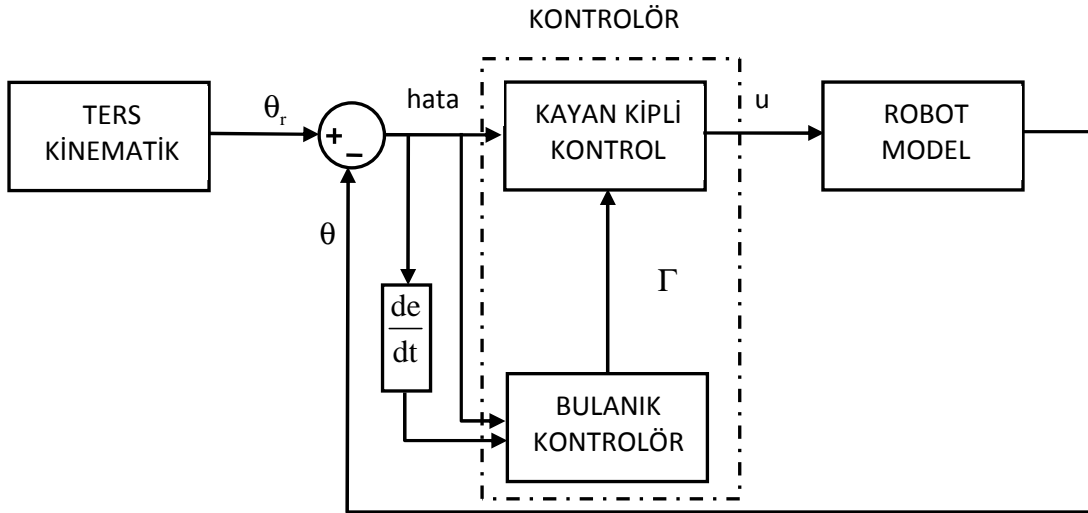 KONTROLÖR
TERS
KİNEMATİK
θr
+
−
hata
KAYAN KİPLİ
KONTROL
u
ROBOT
MODEL
θ
de
dt
Γ
BULANIK
KONTROLÖR